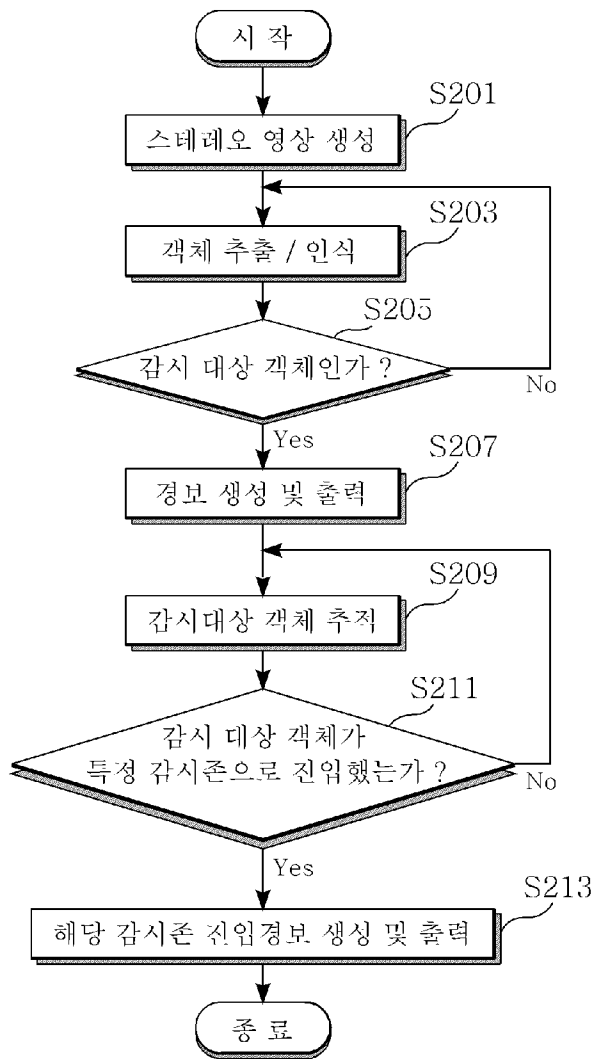 시 작
S201
스테레오 영상 생성
S203
객체 추출 / 인식
S205
감시 대상 객체인가 ?
No
Yes
S207
경보 생성 및 출력
S209
감시대상 객체 추적
S211
감시 대상 객체가
특정 감시존으로 진입했는가 ?
No
Yes
S213
해당 감시존 진입경보 생성 및 출력
종 료